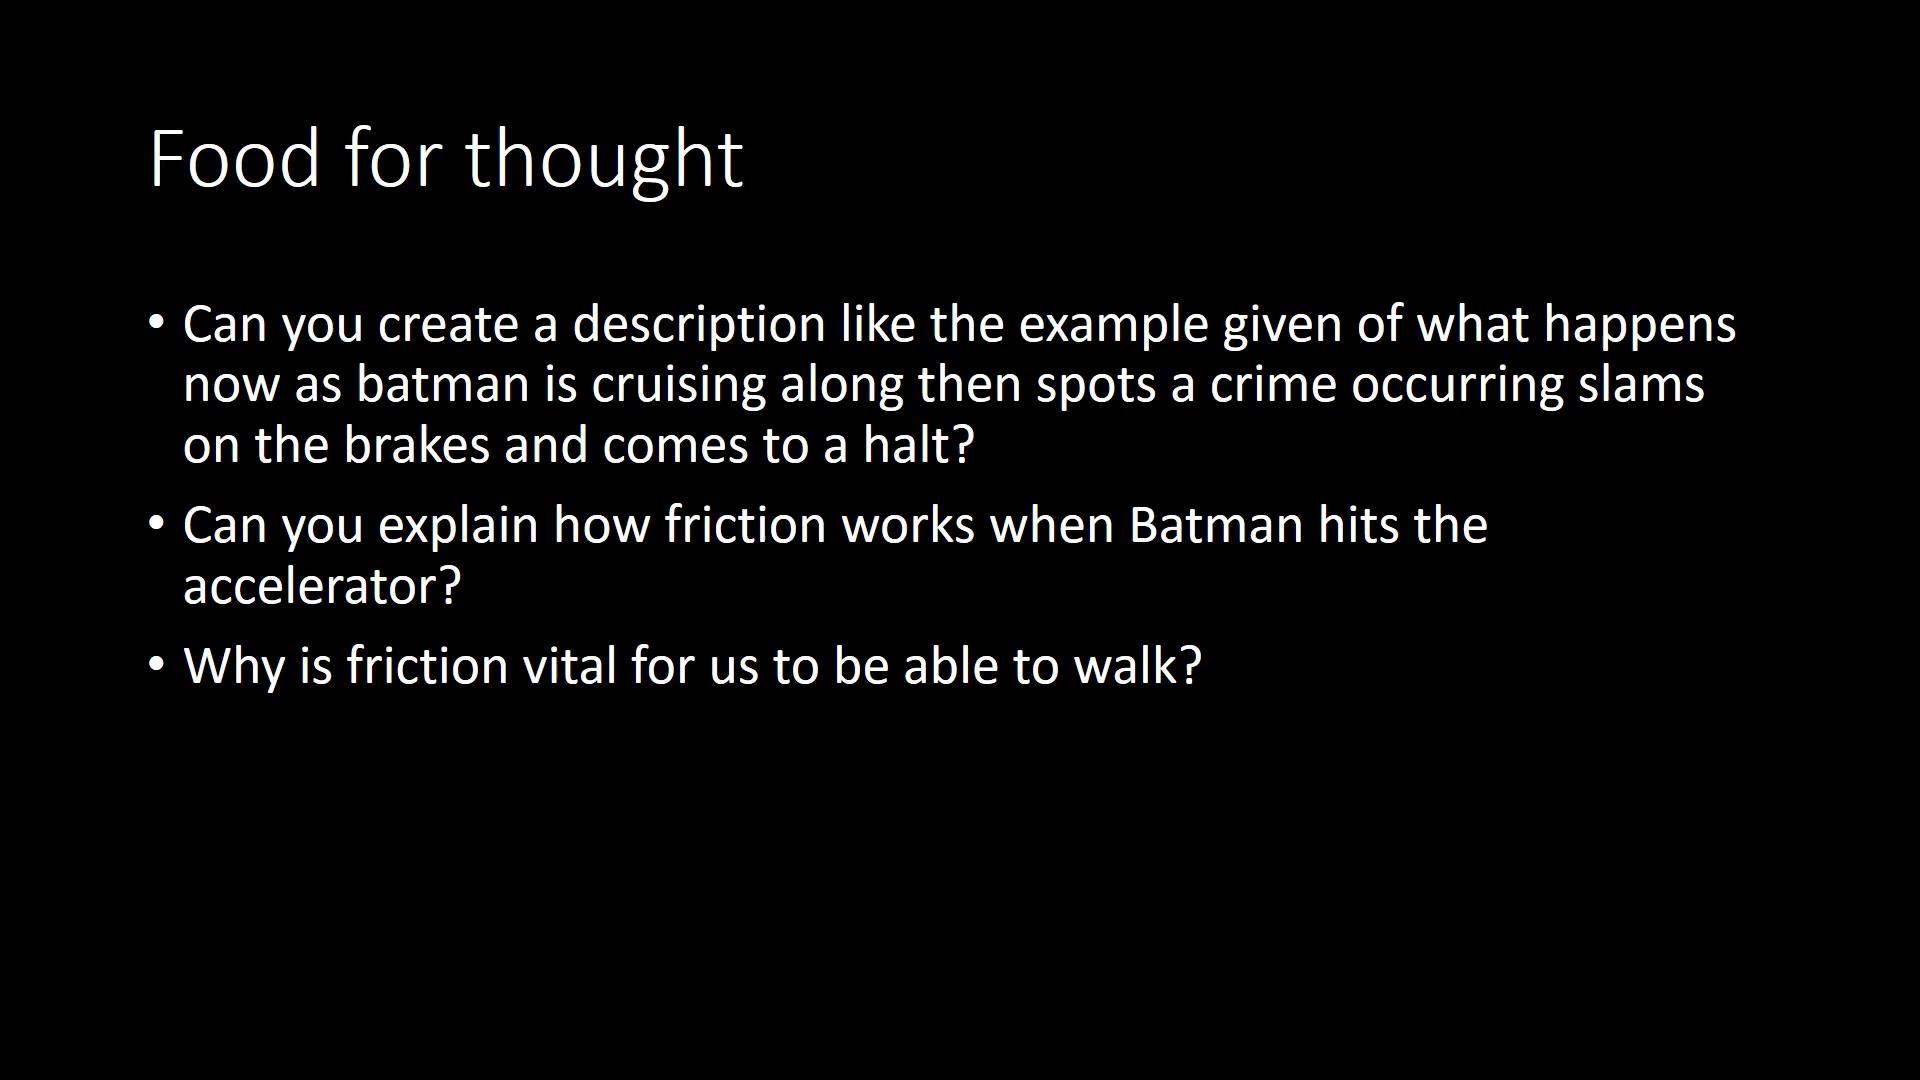 Food for thought
• Can you create a description like the example given of what happens
now as batman is cruising along then spots a crime occurring slams
on the brakes and comes to a halt?
• Can you explain how friction works when Batman hits the
accelerator?
• Why is friction vital for us to be able to walk?